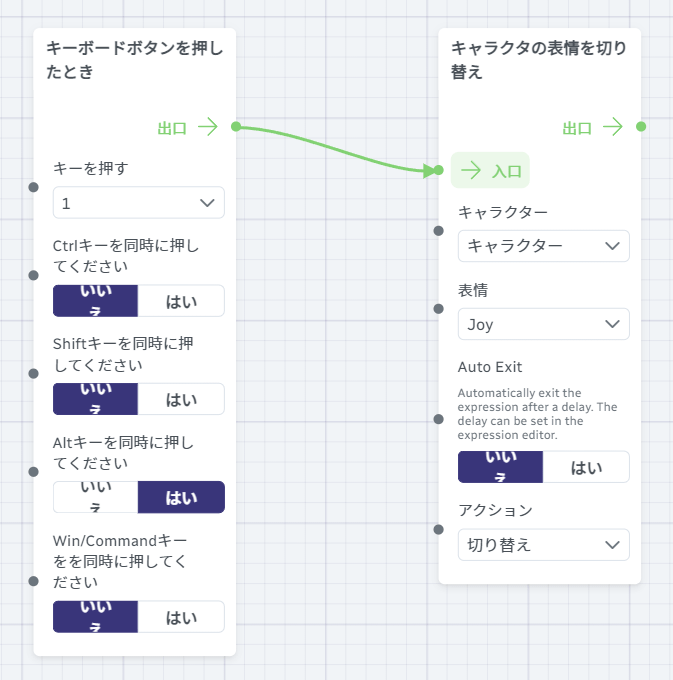 キーボードボタンを押し
たとき
出口
キーを押す
1
Ctrlキーを同時に押し
てください
いいえ
はい
Shiftキーを同時に押
してください
いいえ
はい
Altキーを同時に押し
てください
いいえ
はい
Win/Commandキー
をを同時に押してく
ださい
いいえ
はい
キャラクタの表情を切り
替え
出口
入口
キャラクター
キャラクター
表情
Joy
Auto Exit
Automatically exit the
expression after a delay. The
delay can be set in the
expression editor.
いいえ
はい
アクション
切り替え